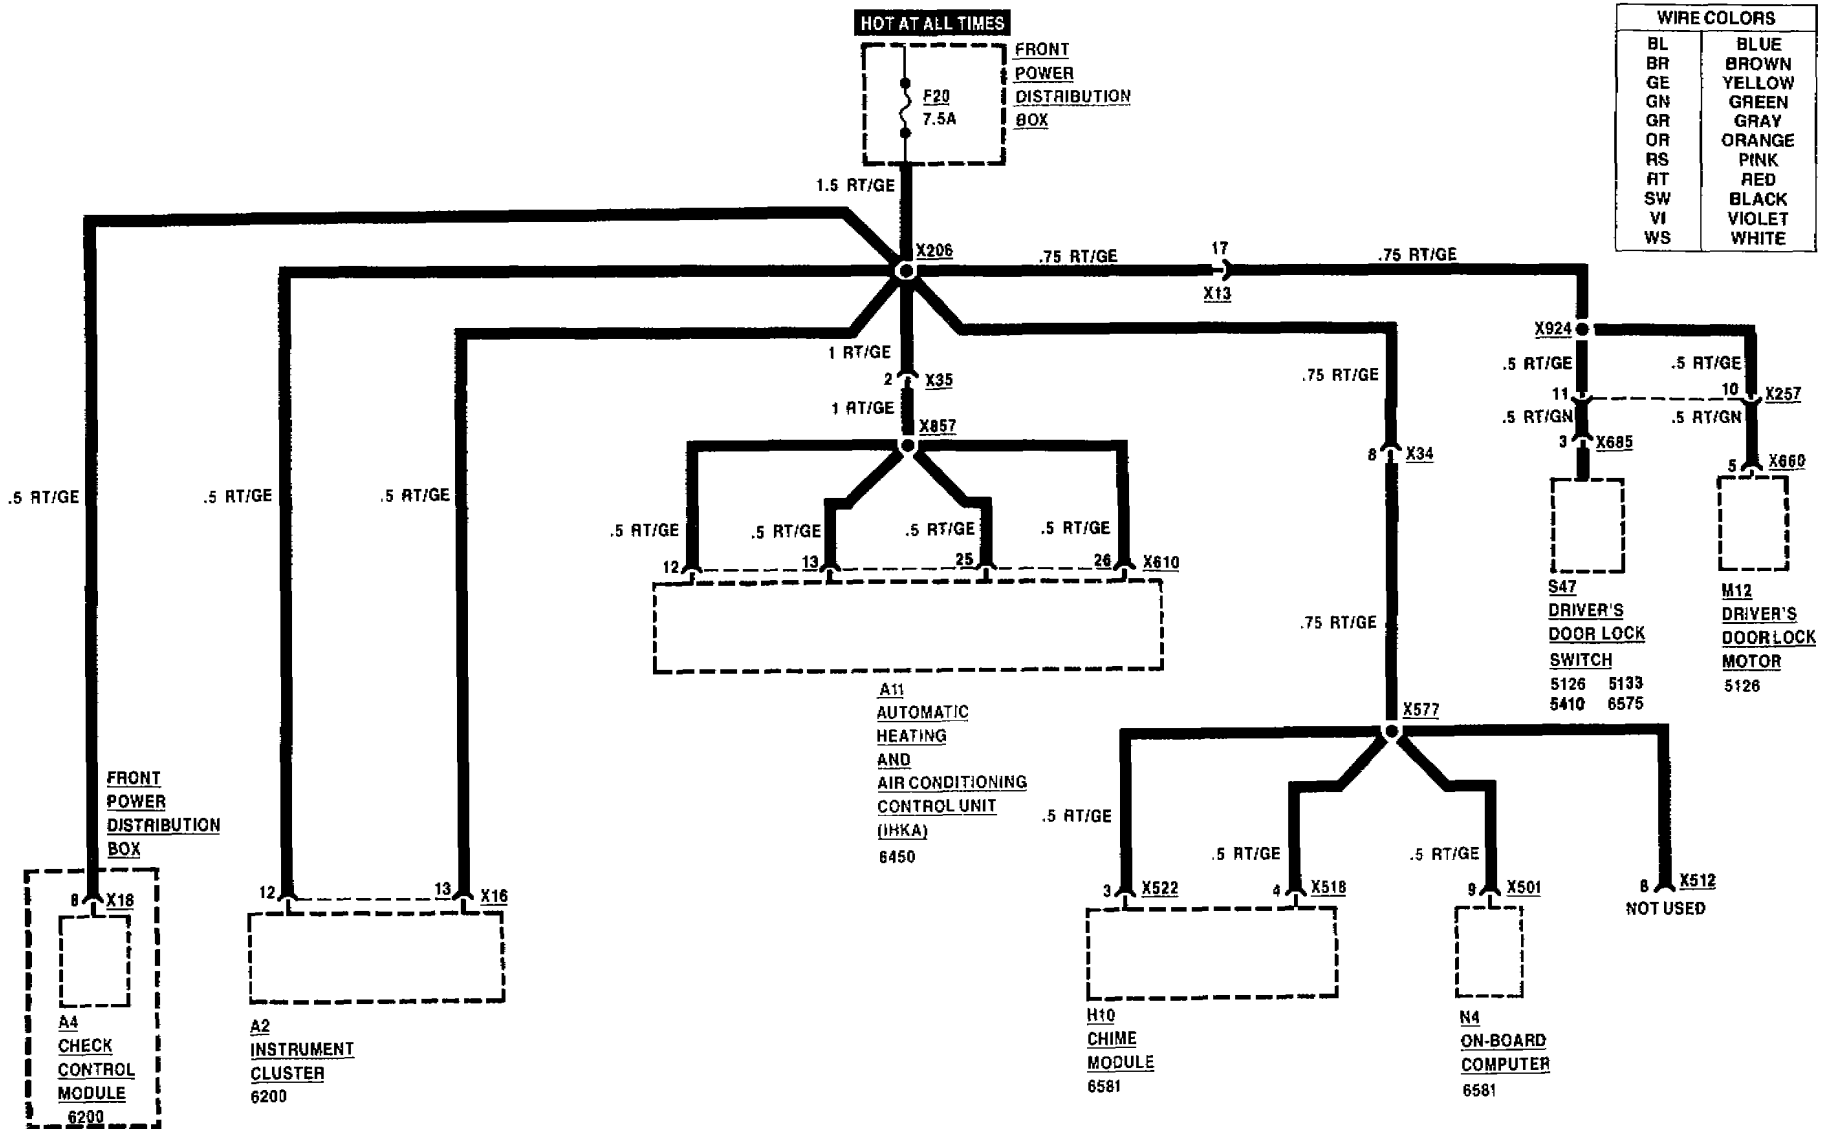 HOT AT ALL TIMES
FRONT
POWER
DISTRIBUTION
BOX
F20
7.5A
WIRE COLORS
BL BLUE
BR BROWN
GE YELLOW
GN GREEN
GR GRAY
OR ORANGE
RS PINK
RT RED
SW BLACK
VI VIOLET
WS WHITE
1.5 RT/GE
X206
.75 RT/GE
17
X13
.75 RT/GE
X924
1 RT/GE
2
X35
1 RT/GE
X857
.75 RT/GE
.5 RT/GE
.5 RT/GE
11
10
X257
.5 RT/GN
.5 RT/GN
3
X685
5
X660
8
X34
.5 RT/GE
.5 RT/GE
.5 RT/GE
.5 RT/GE
.5 RT/GE
.5 RT/GE
.5 RT/GE
12
13
25
26
X610
S47
DRIVER'S
DOOR LOCK
SWITCH
5126 5133
5410 6575
M12
DRIVER'S
DOOR LOCK
MOTOR
5126
.75 RT/GE
A11
AUTOMATIC
HEATING
AND
AIR CONDITIONING
CONTROL UNIT
(IHKA)
6450
X577
FRONT
POWER
DISTRIBUTION
BOX
.5 RT/GE
.5 RT/GE
.5 RT/GE
8
X18
12
13
X16
3
X522
4
X518
9
X501
X512
NOT USED
A4
CHECK
CONTROL
MODULE
6200
A2
INSTRUMENT
CLUSTER
6200
H10
CHIME
MODULE
6581
N4
ON-BOARD
COMPUTER
6581